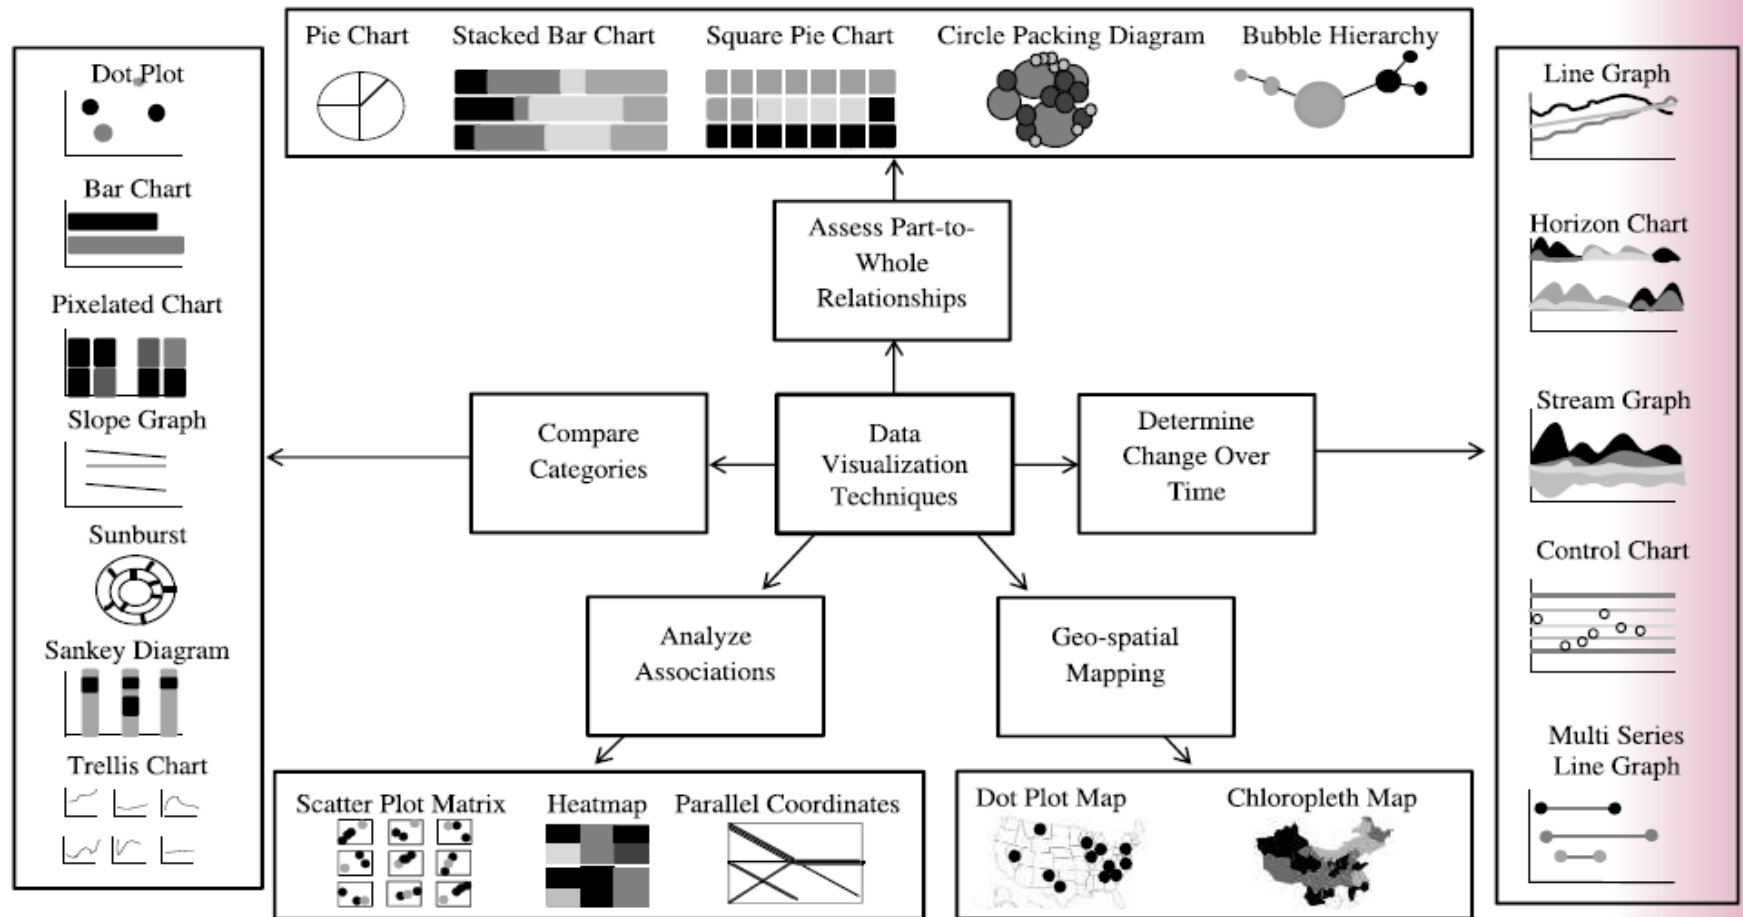 Pie Chart
Stacked Bar Chart
Square Pie Chart
Circle Packing Diagram
Bubble Hierarchy
Dot Plot
Bar Chart
Pixelated Chart
Slope Graph
Sunburst
Sankey Diagram
Trellis Chart
Assess Part-to-
Whole
Relationships
Compare
Categories
Data
Visualization
Techniques
Determine
Change Over
Time
Analyze
Associations
Geo-spatial
Mapping
Scatter Plot Matrix
Heatmap
Parallel Coordinates
Dot Plot Map
Chloropleth Map
Line Graph
Horizon Chart
Stream Graph
Control Chart
Multi Series
Line Graph